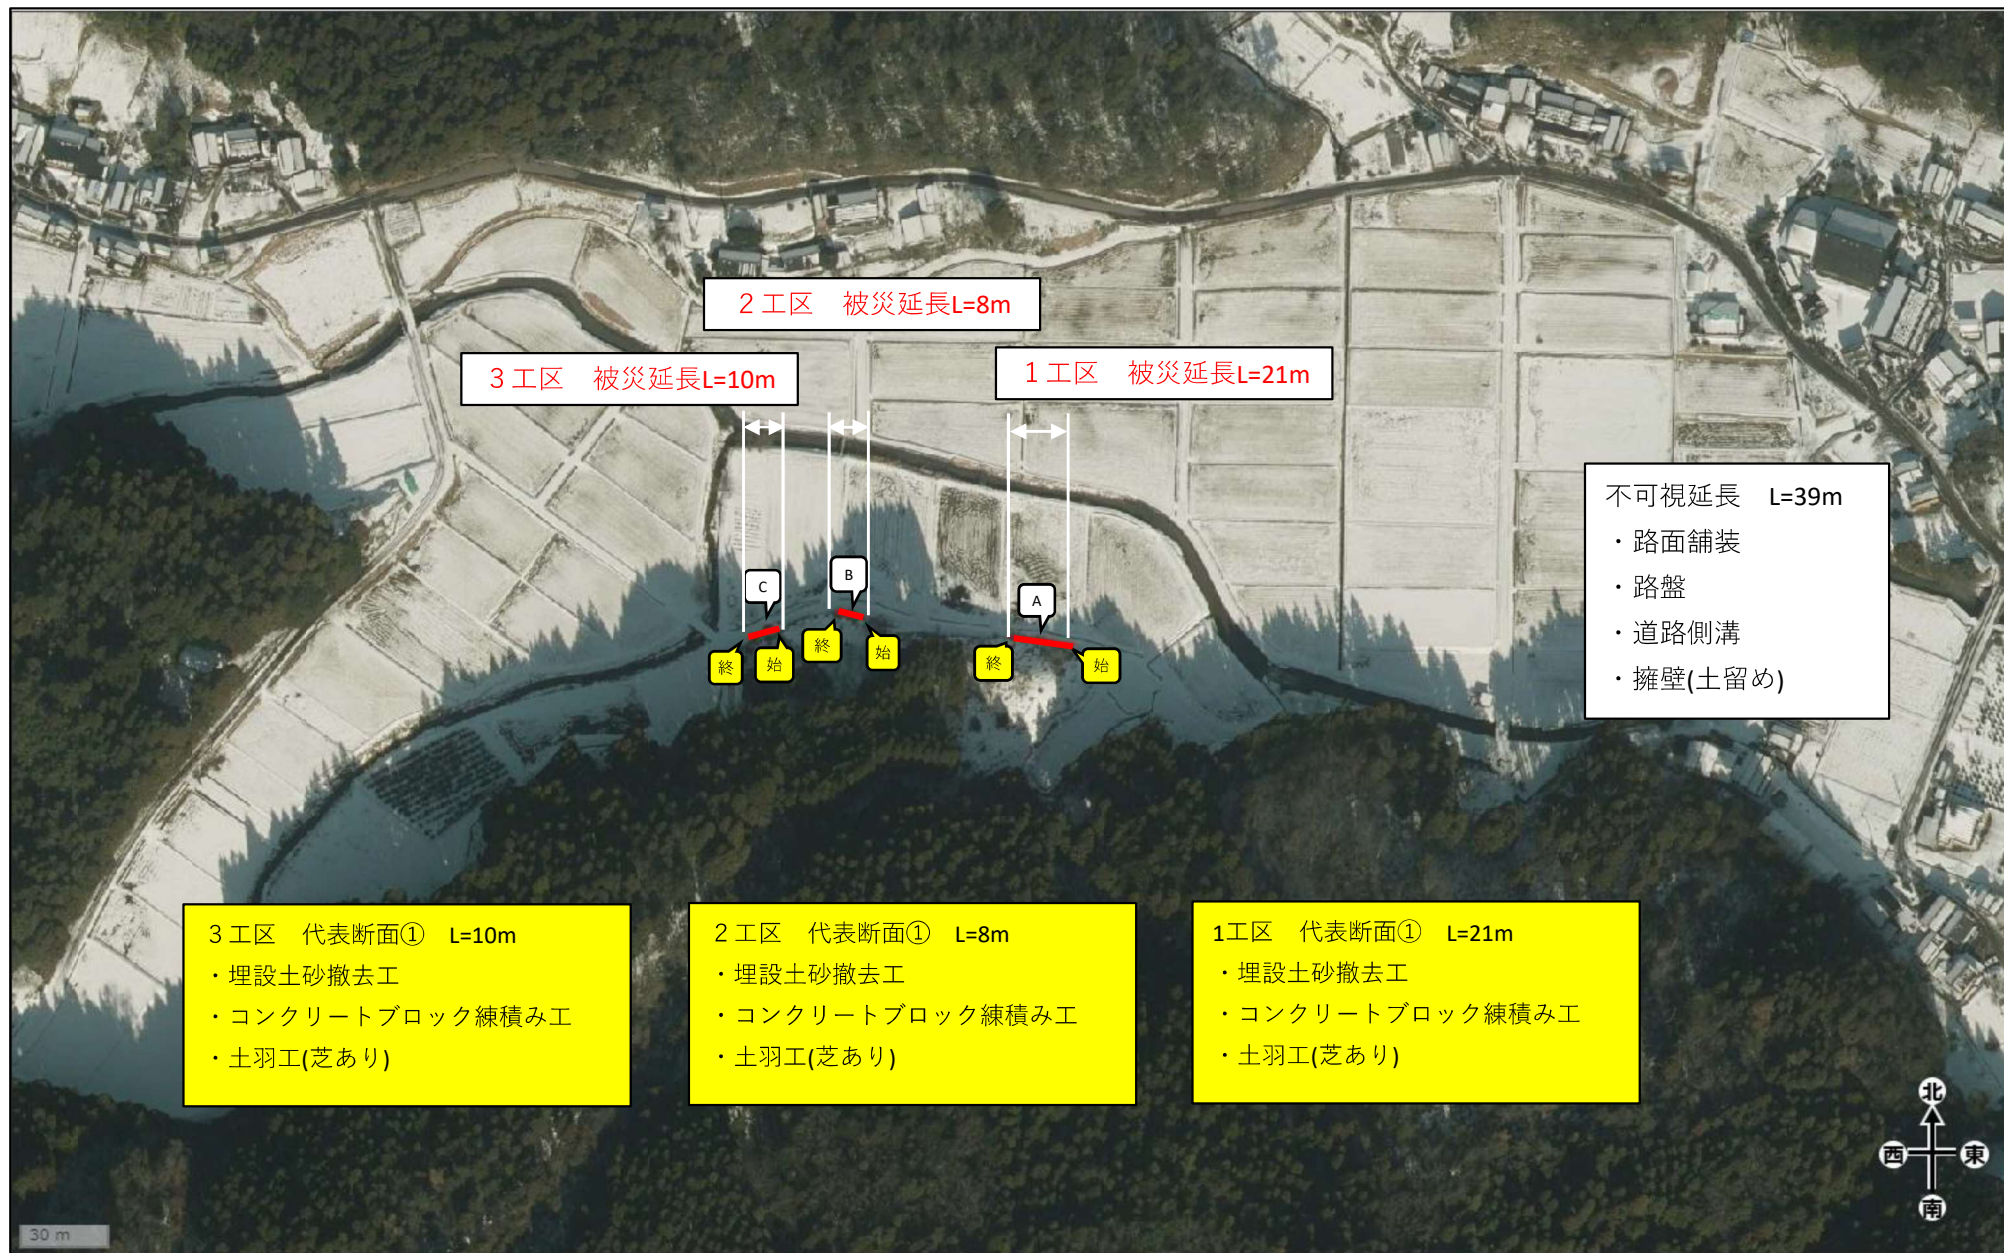 ２工区　被災延長L=8m
３工区　被災延長L=10m
１工区　被災延長L=21m
不可視延長　L=39m
・路面舗装
・路盤
・道路側溝
・擁壁(土留め)
C
B
A
終
始
終
始
終
始
３工区　代表断面①　L=10m
・埋設土砂撤去工
・コンクリートブロック練積み工
・土羽工(芝あり)
２工区　代表断面①　L=8m
・埋設土砂撤去工
・コンクリートブロック練積み工
・土羽工(芝あり)
1工区　代表断面①　L=21m
・埋設土砂撤去工
・コンクリートブロック練積み工
・土羽工(芝あり)
北
西
東
南
30 m